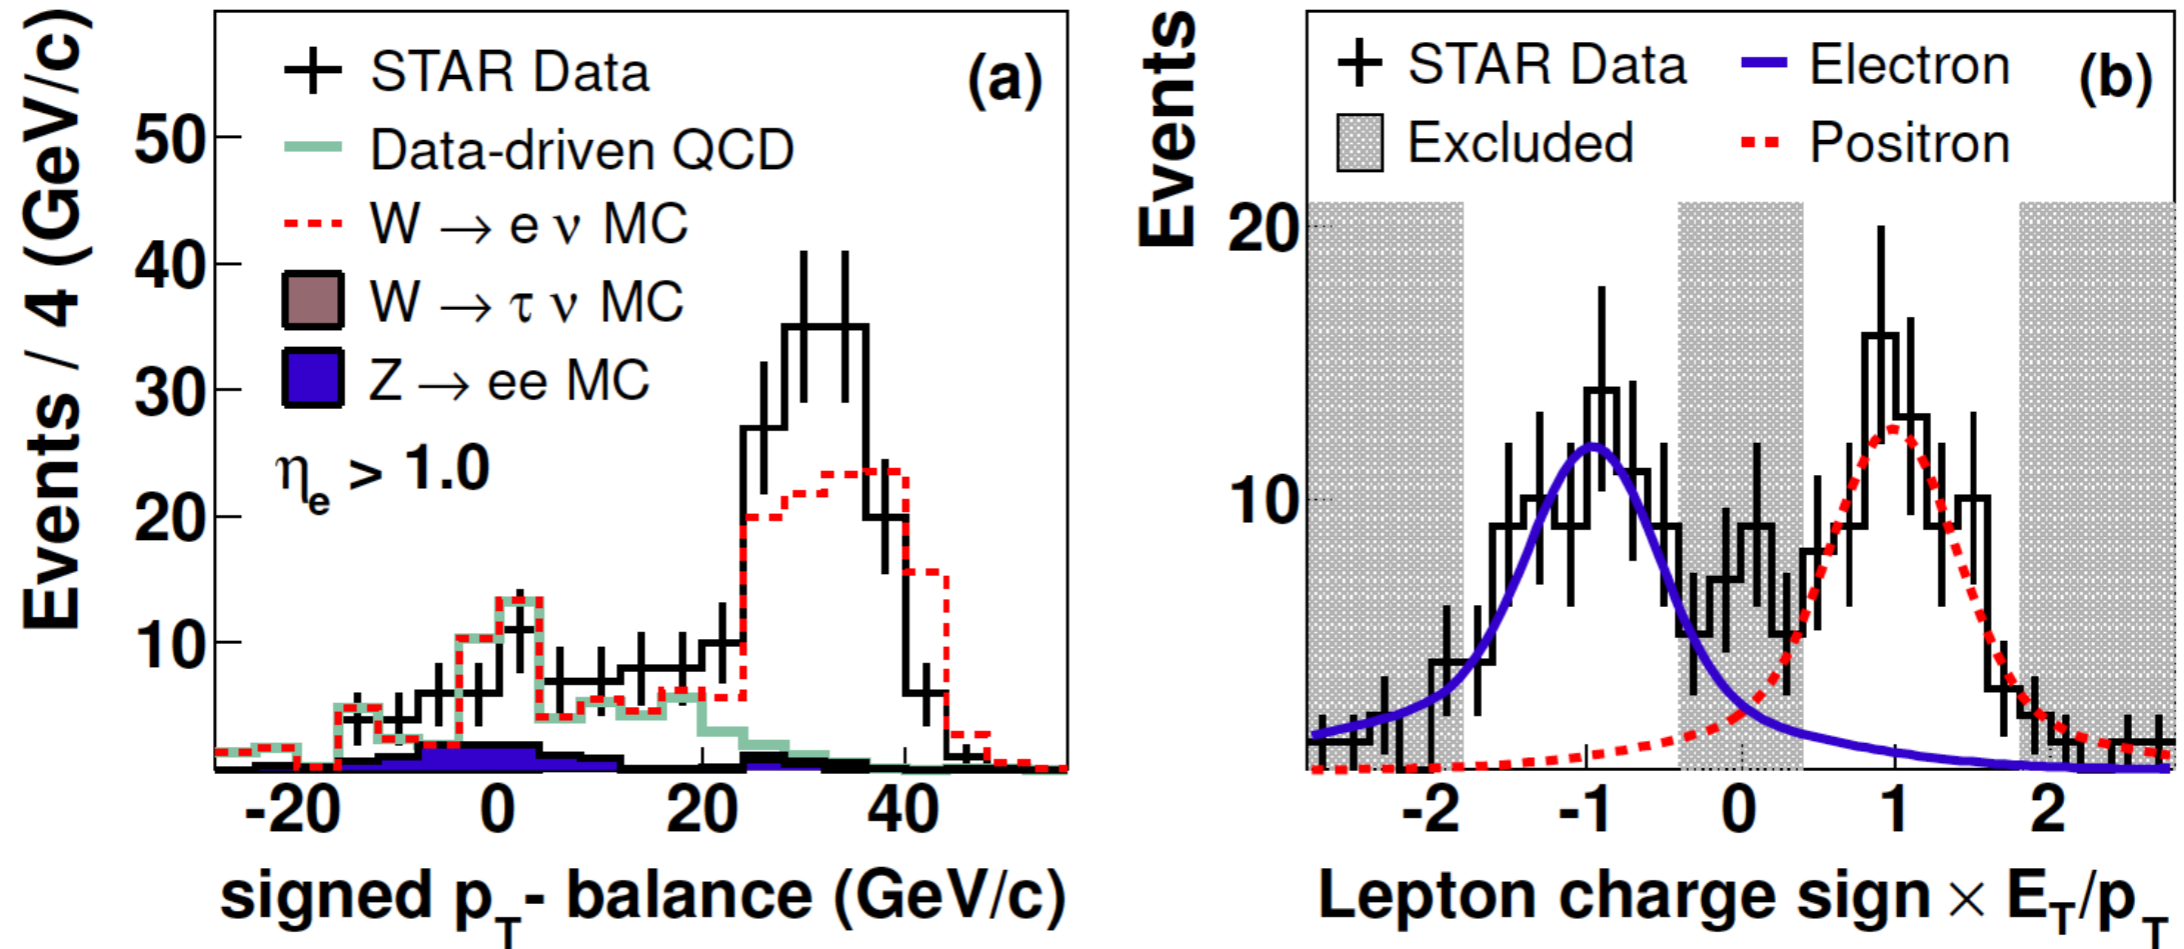 Events / 4 (GeV/c)
50
40
30
20
10
STAR Data
(a)
Data-driven QCD
W → e ν MC
W → τ ν MC
Z → ee MC
ηe > 1.0
-20 0 20 40
signed pT- balance (GeV/c)
Events
20
10
STAR Data
Electron
(b)
Excluded
Positron
-2 -1 0 1 2
Lepton charge sign × ET/pT